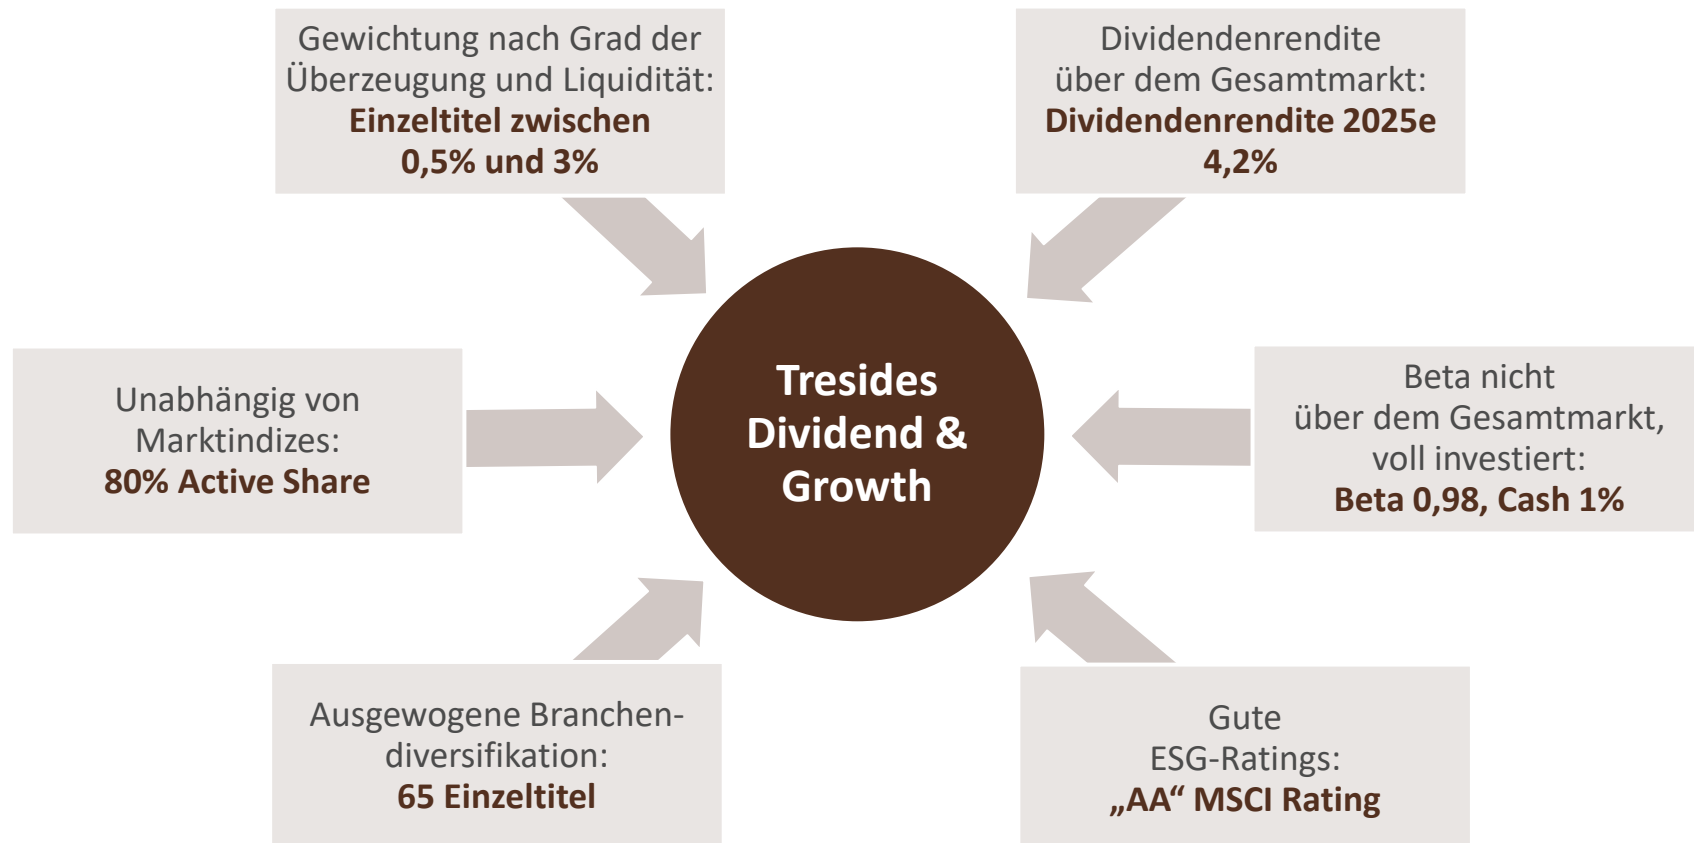 Gewichtung nach Grad der
Überzeugung und Liquidität:
Einzeltitel zwischen
0,5% und 3%
Dividendenrendite
über dem Gesamtmarkt:
Dividendenrendite 2025e
4,2%
Unabhängig von
Marktindizes:
80% Active Share
Tresides
Dividend &
Growth
Beta nicht
über dem Gesamtmarkt,
voll investiert:
Beta 0,98, Cash 1%
Ausgewogene Branchen-
diversifikation:
65 Einzeltitel
Gute
ESG-Ratings:
„AA“ MSCI Rating